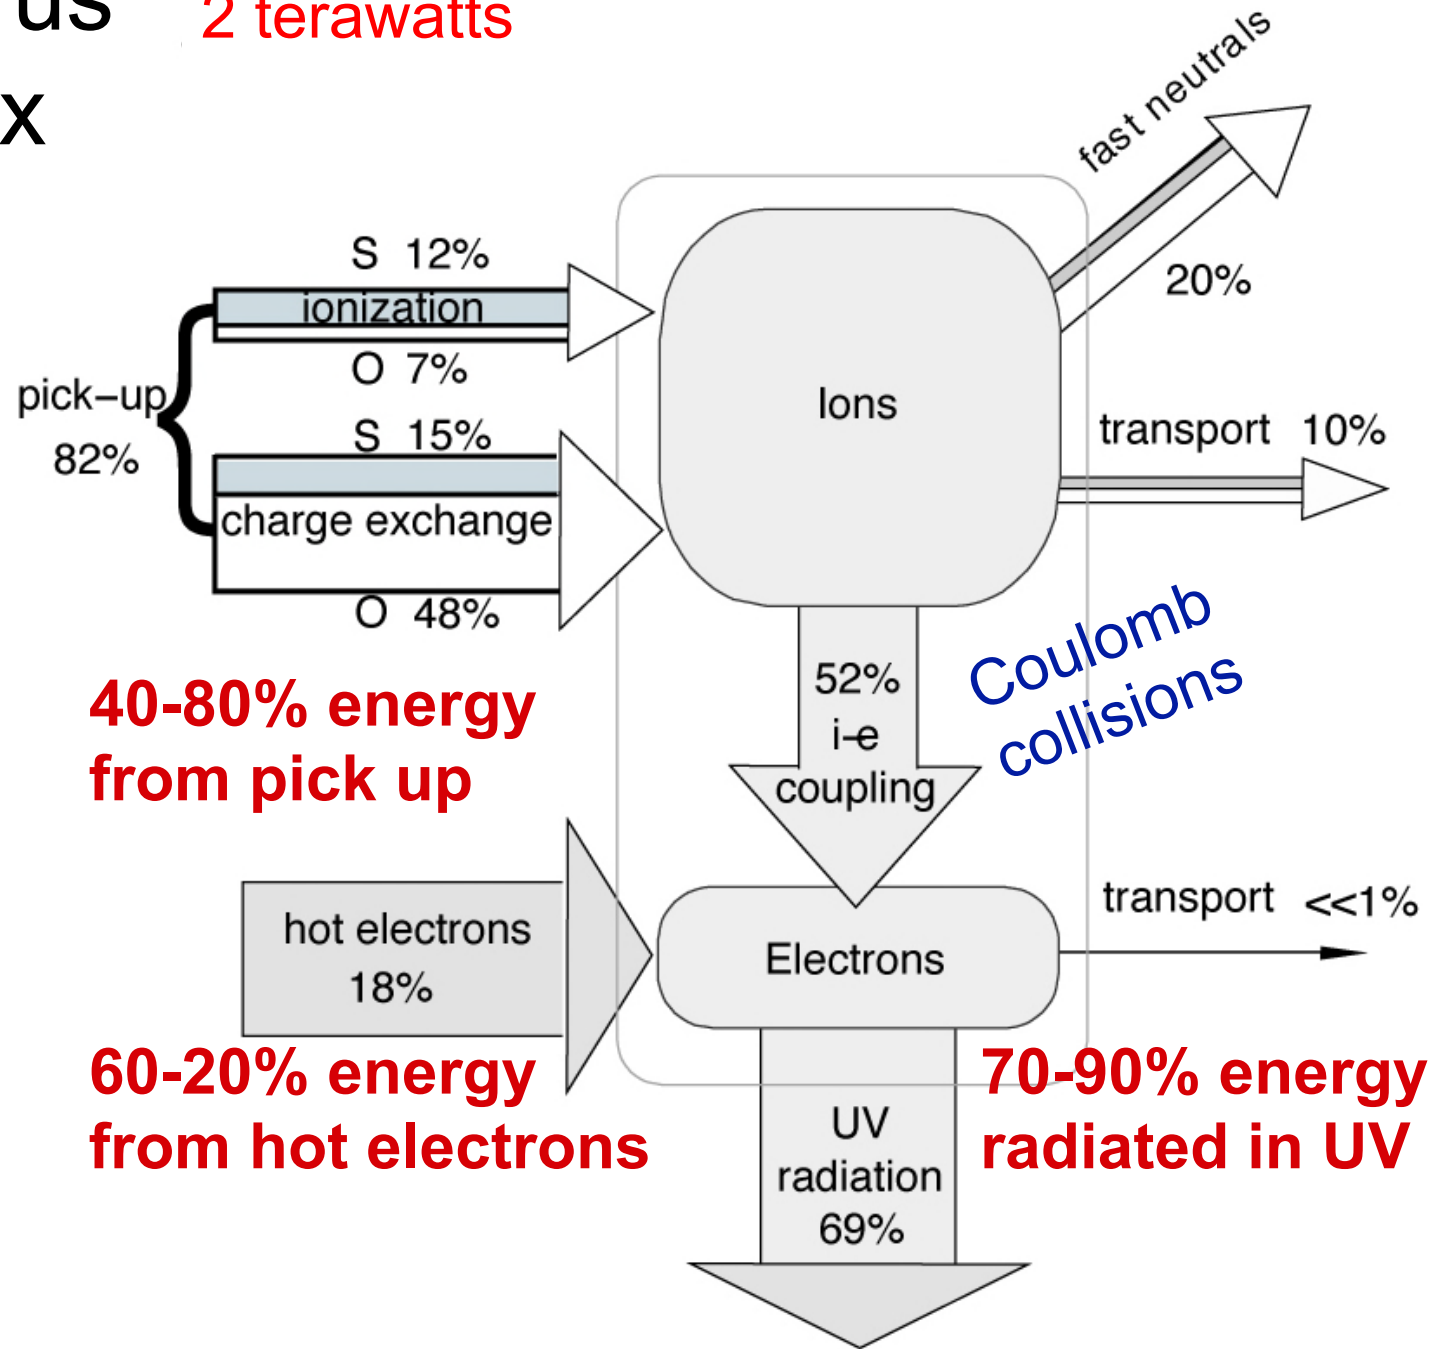 us
2 terawatts
x
fast neutrals
20%
S 12%
ionization
O 7%
pick–up
82%
S 15%
charge exchange
O 48%
Ions
transport 10%
52%
i–e
coupling
Coulomb
collisions
40-80% energy
from pick up
hot electrons
18%
Electrons
transport <<1%
60-20% energy
from hot electrons
UV
radiation
69%
70-90% energy
radiated in UV